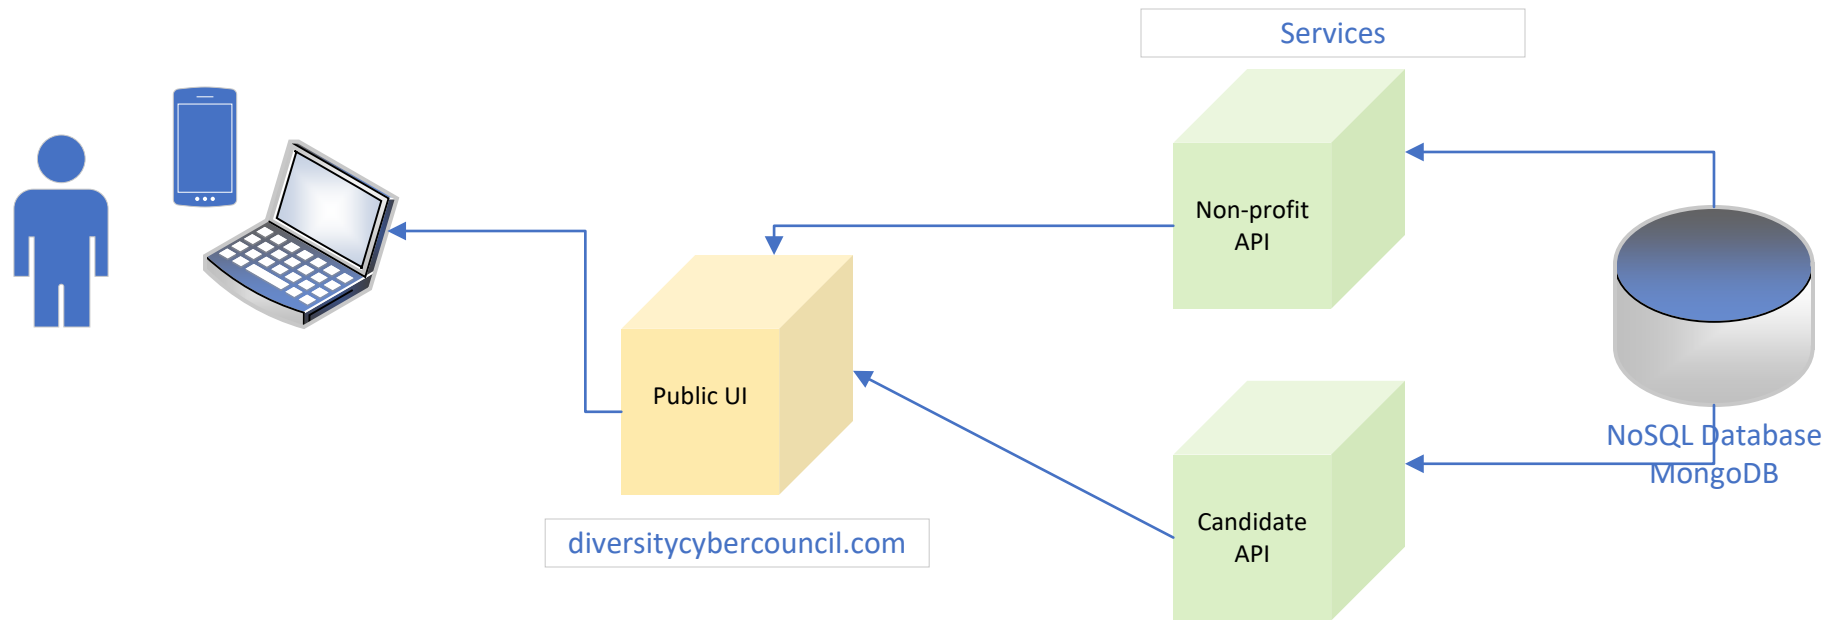 Services
Non-profit
API
Public UI
NoSQL Database
MongoDB
diversitycybercouncil.com
Candidate
API